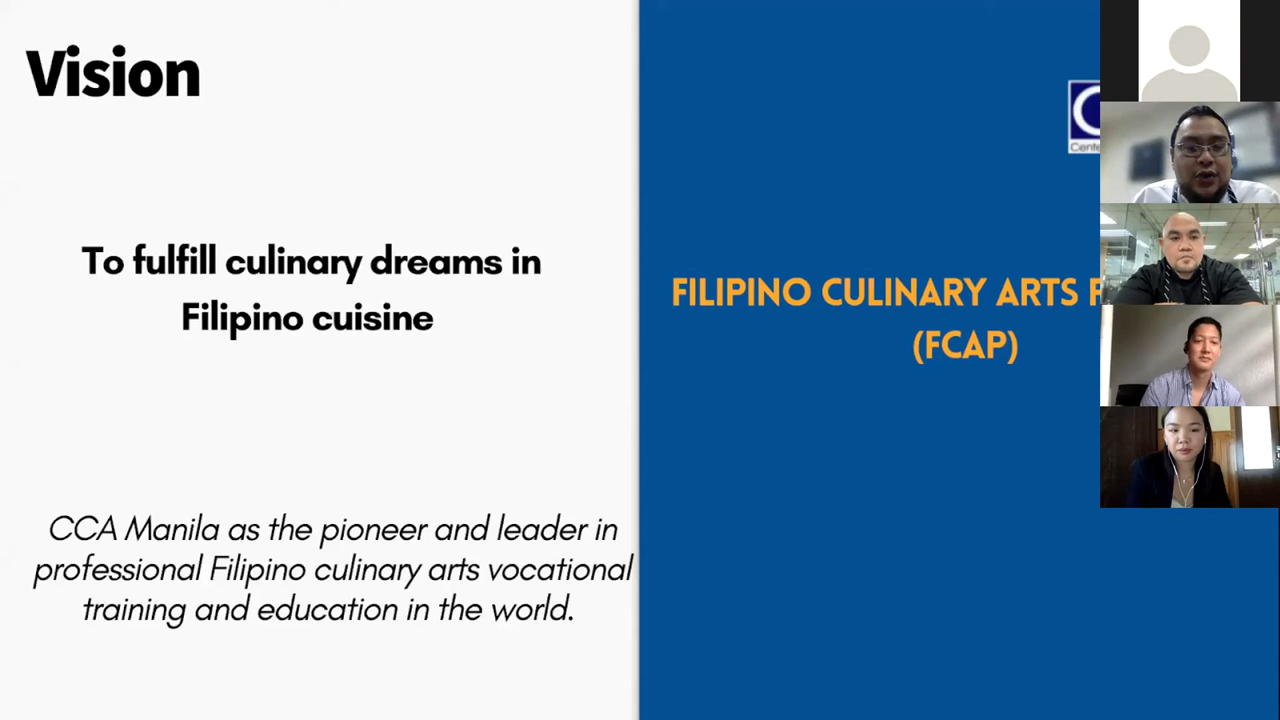 Vision
To fulfill culinary dreams in
Filipino cuisine
CCA Manila as the pioneer and leader in
professional Filipino culinary arts vocational
training and education in the world.
FILIPINO CULINARY ARTS
(FCAP)